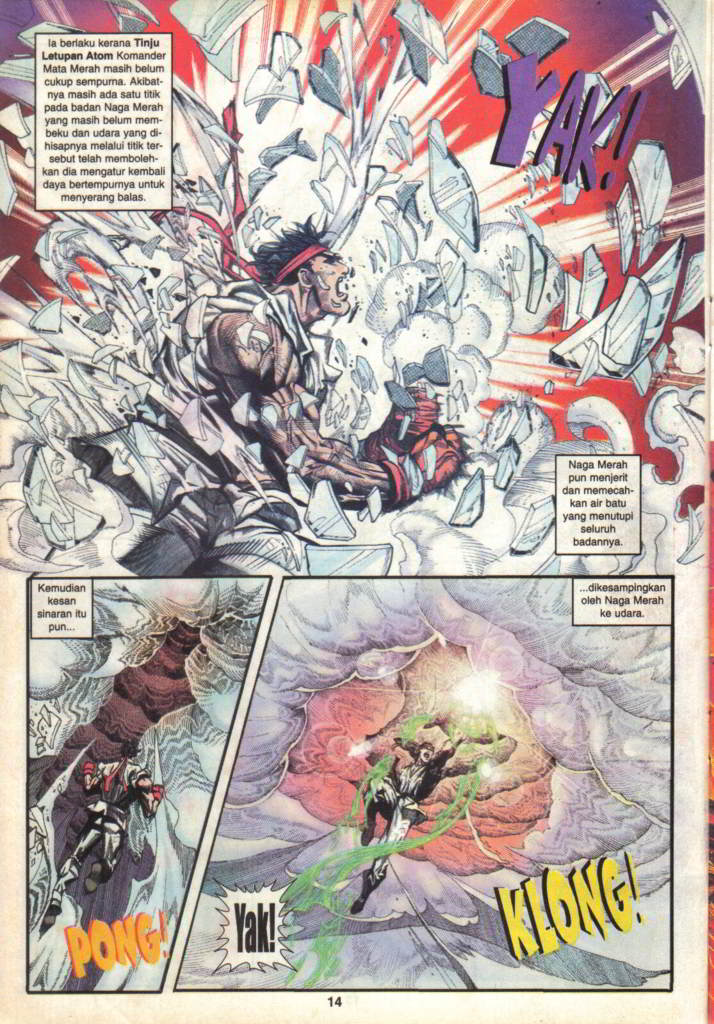 Ia berlaku kerana Tinju
Letupan Atom Komander
Mata Merah masih belum
cukup sempurna. Akibat-
nya masih ada satu titik
pada badan Naga Merah
yang masih belum mem-
beku dan udara yang di-
hisapnya melalui titik ter-
sebut telah memboleh-
kan dia mengatur kembali
daya bertempurnya untuk
menyerang balas.
YAK!
Naga Merah
pun menjerit
dan memecah-
kan air batu
yang menutupi
seluruh
badannya.
Kemudian
kesan
sinaran itu
pun...
PONG!
...dikesampingkan
oleh Naga Merah
ke udara.
Yak!
KLONG!
14